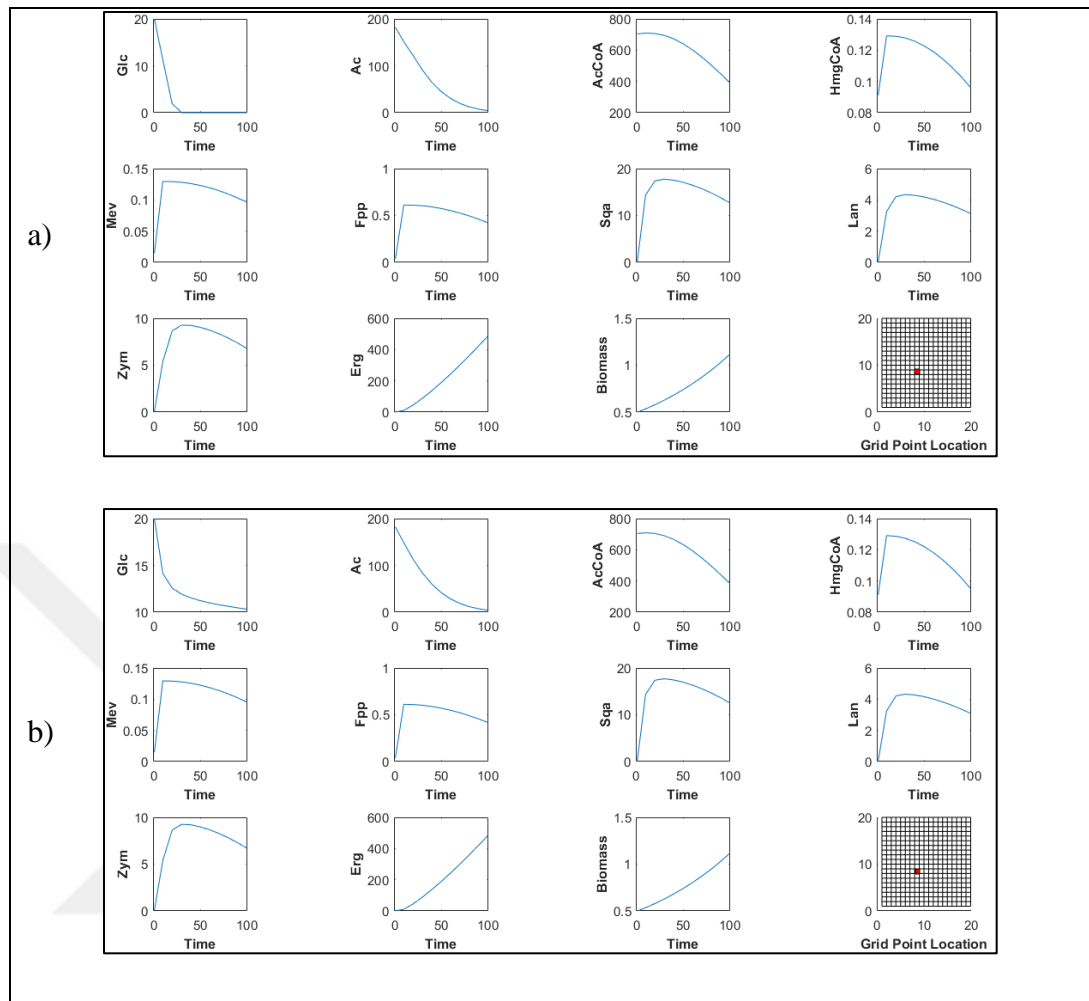 a)
20
10
0
Glc
0 50 100
Time
200
100
0
Ac
0 50 100
Time
800
600
400
200
AcCoA
0 50 100
Time
0.14
0.12
0.1
0.08
HmgCoA
0 50 100
Time
0.15
0.1
0.05
0
Mev
0 50 100
Time
1
0.5
0
Fpp
0 50 100
Time
20
10
0
Sqa
0 50 100
Time
6
4
2
0
Lan
0 50 100
Time
10
5
0
Zym
0 50 100
Time
600
400
200
0
Erg
0 50 100
Time
1.5
1
0.5
Biomass
0 50 100
Time
20
10
0
0 10 20
Grid Point Location
b)
20
15
10
Glc
0 50 100
Time
200
100
0
Ac
0 50 100
Time
800
600
400
200
AcCoA
0 50 100
Time
0.14
0.12
0.1
0.08
HmgCoA
0 50 100
Time
0.15
0.1
0.05
0
Mev
0 50 100
Time
1
0.5
0
Fpp
0 50 100
Time
20
10
0
Sqa
0 50 100
Time
6
4
2
0
Lan
0 50 100
Time
10
5
0
Zym
0 50 100
Time
600
400
200
0
Erg
0 50 100
Time
1.5
1
0.5
Biomass
0 50 100
Time
20
10
0
0 10 20
Grid Point Location